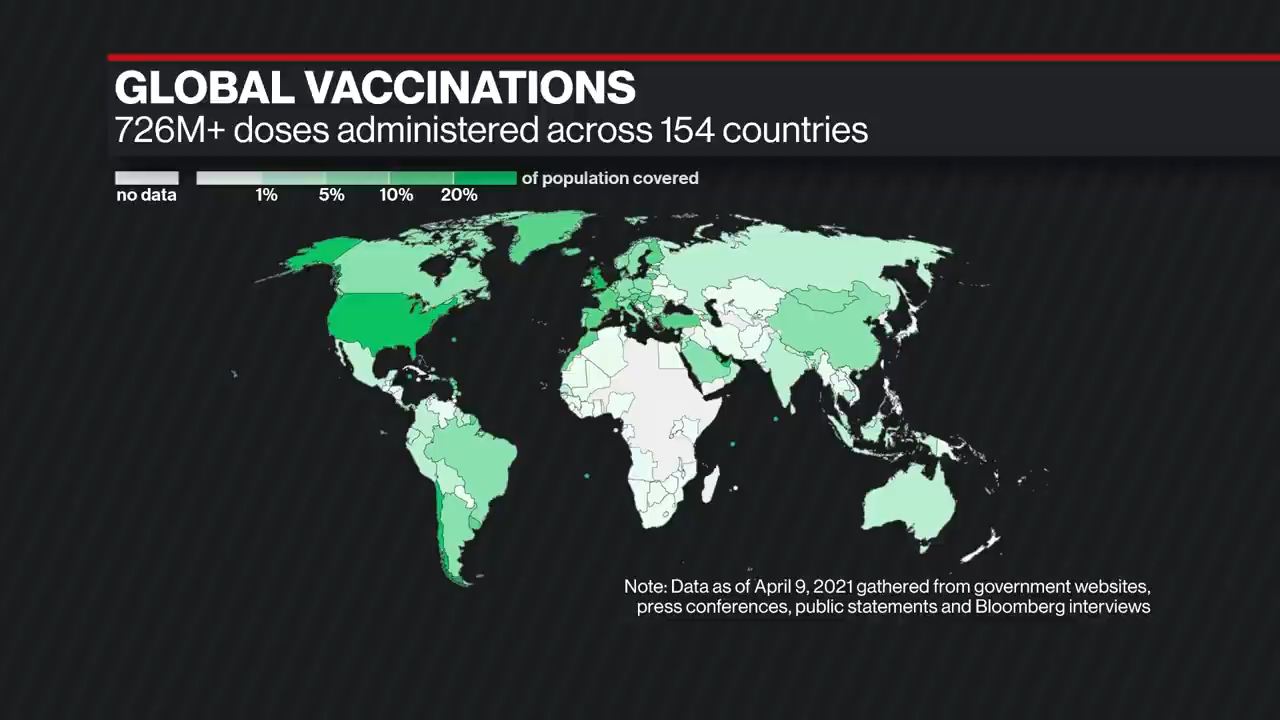 GLOBAL VACCINATIONS
726M+ doses administered across 154 countries
no data 1% 5% 10% 20% of population covered
Note: Data as of April 9, 2021 gathered from government websites,
press conferences, public statements and Bloomberg interviews